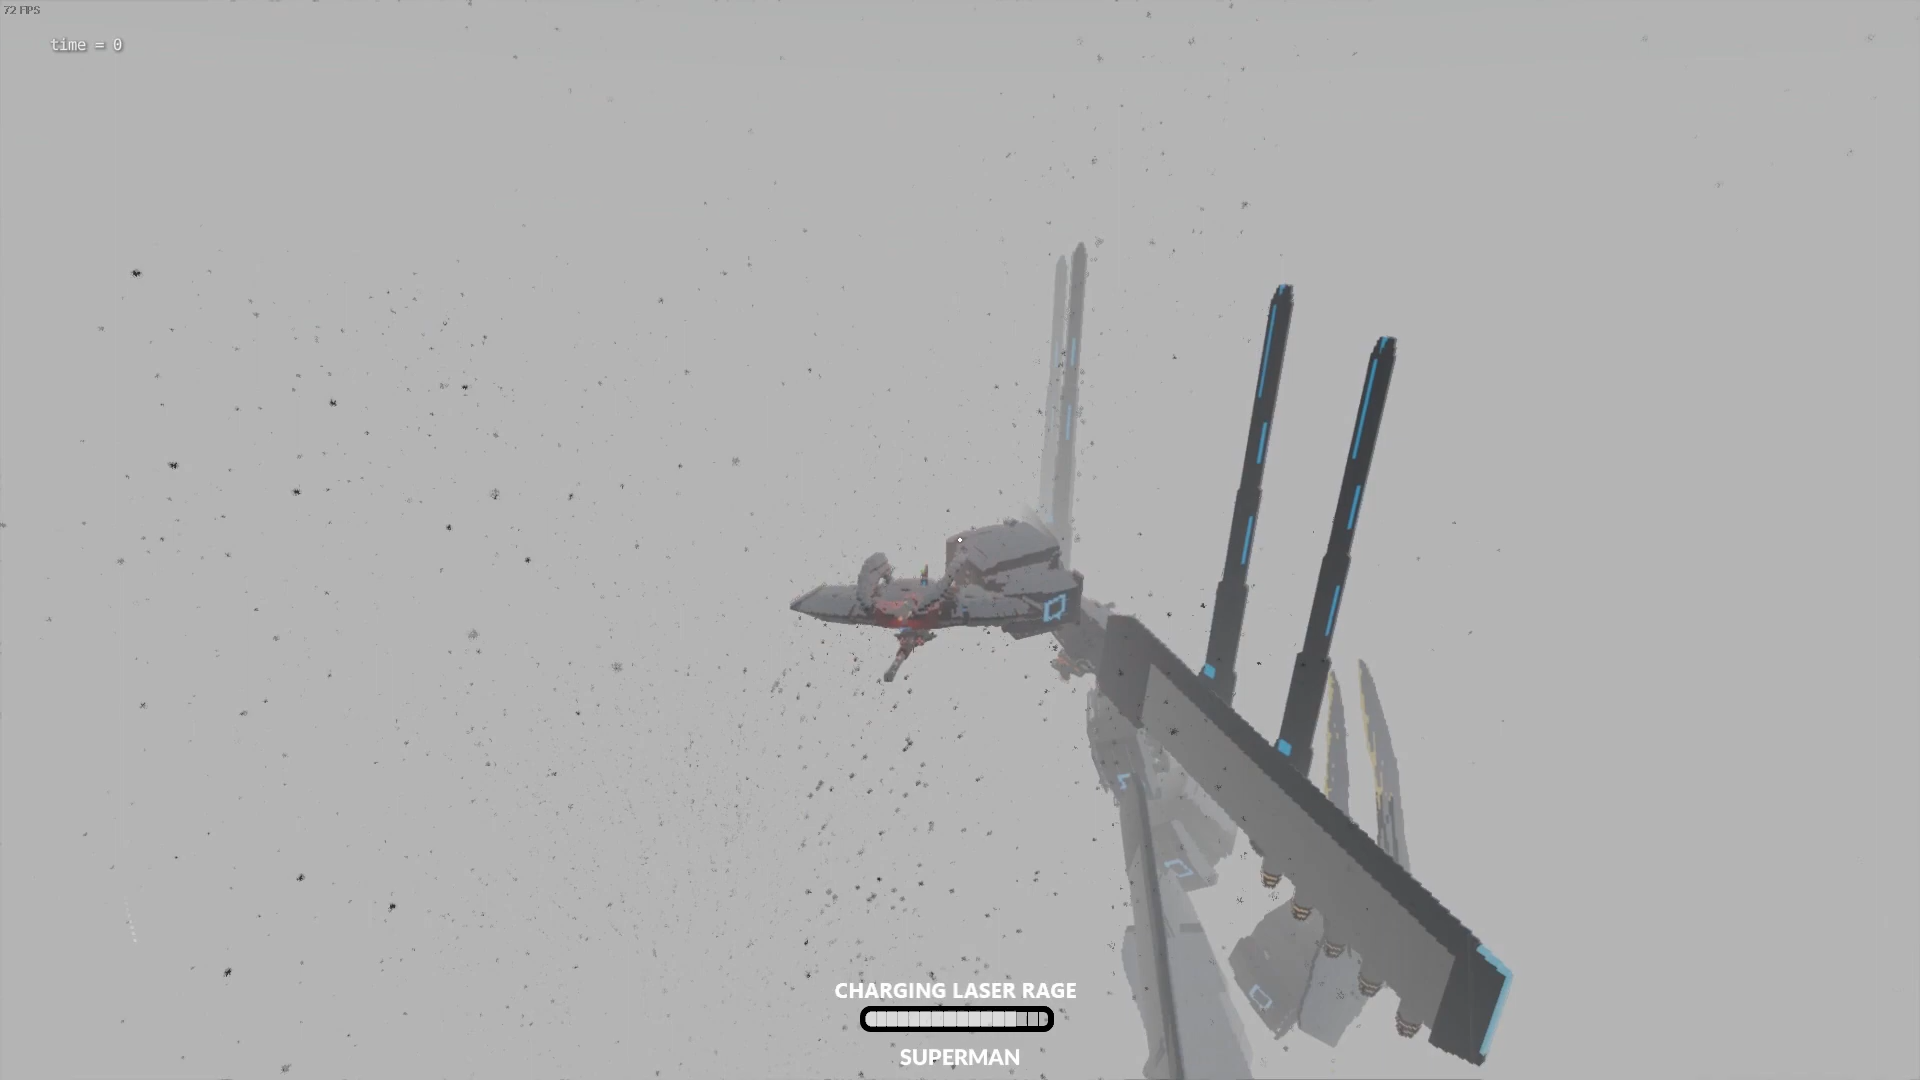 72 FPS
time = 0
CHARGING LASER RAGE
SUPERMAN